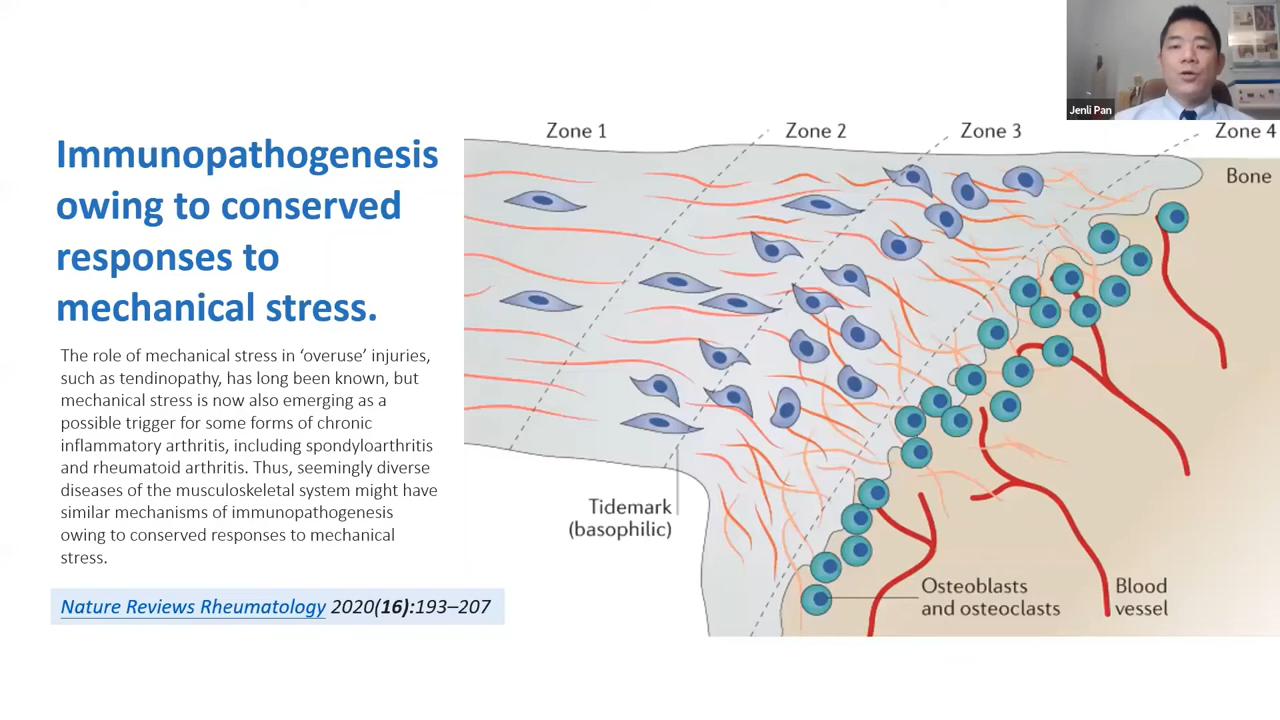 Jenli Pan
Immunopathogenesis
owing to conserved
responses to
mechanical stress.
The role of mechanical stress in ‘overuse’ injuries,
such as tendinopathy, has long been known, but
mechanical stress is now also emerging as a
possible trigger for some forms of chronic
inflammatory arthritis, including spondyloarthritis
and rheumatoid arthritis. Thus, seemingly diverse
diseases of the musculoskeletal system might have
similar mechanisms of immunopathogenesis
owing to conserved responses to mechanical
stress.
Nature Reviews Rheumatology 2020(16):193–207
Zone 1
Zone 2
Zone 3
Zone 4
Bone
Tidemark
(basophilic)
Osteoblasts
and osteoclasts
Blood
vessel